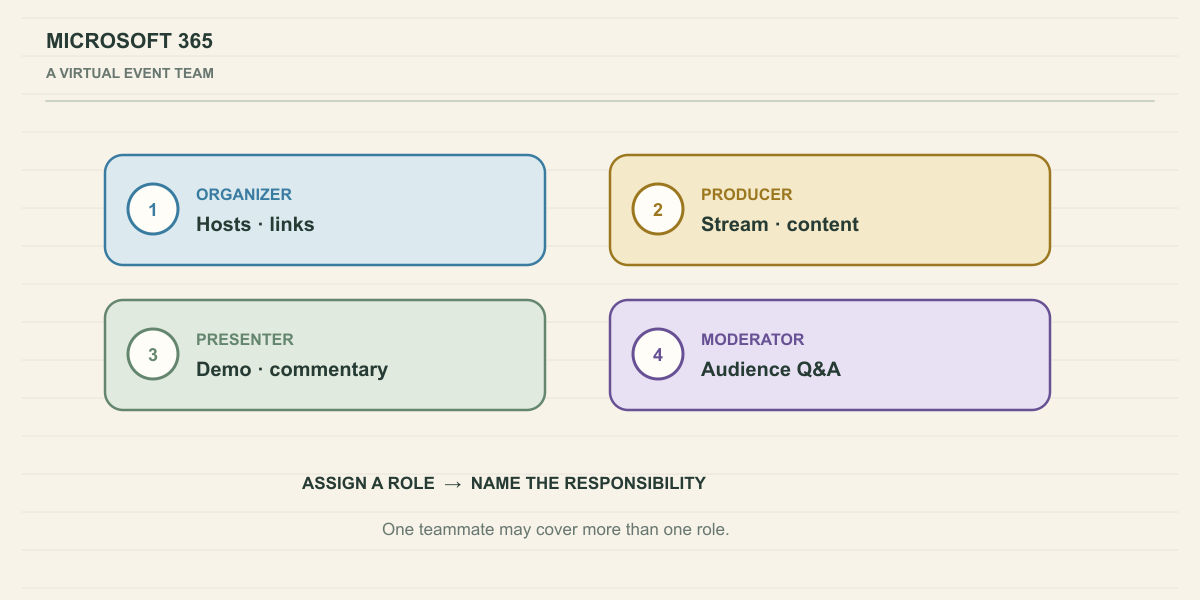 MICROSOFT 365
A VIRTUAL EVENT TEAM
1
ORGANIZER
Hosts · links
2
PRODUCER
Stream · content
3
PRESENTER
Demo · commentary
4
MODERATOR
Audience Q&A
ASSIGN A ROLE → NAME THE RESPONSIBILITY
One teammate may cover more than one role.